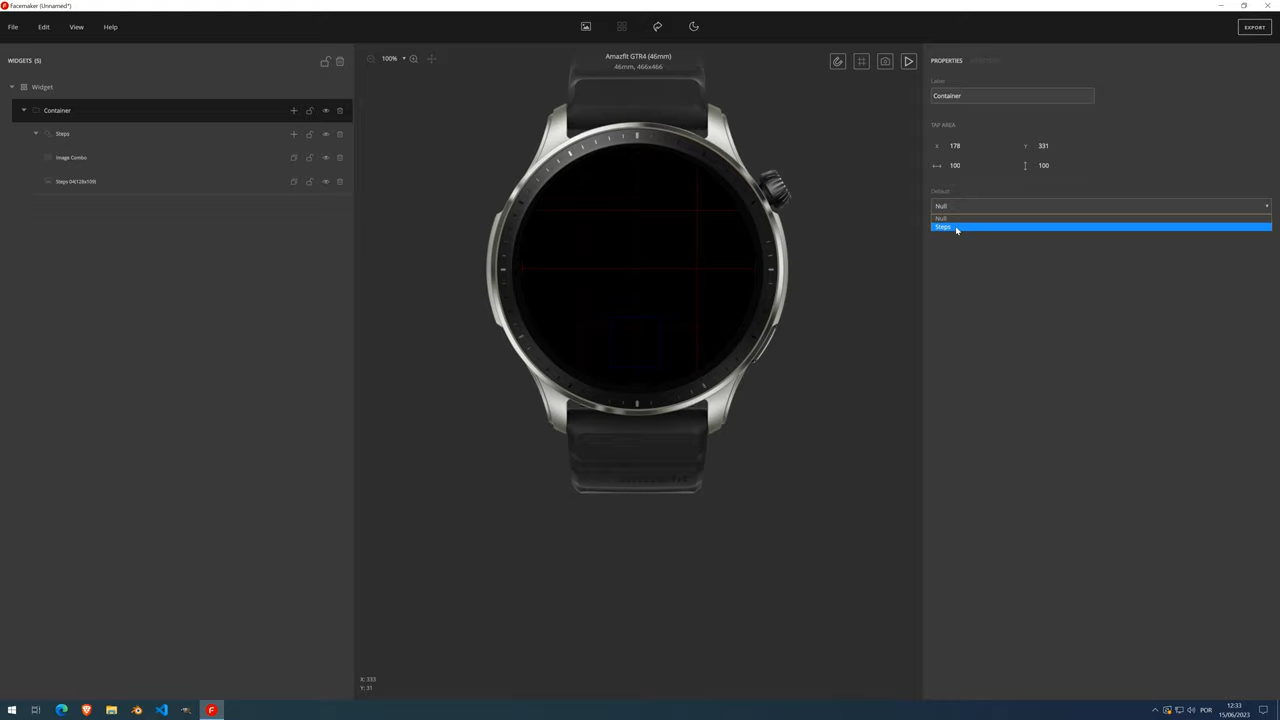 Facemaker [Unnamed*]
File Edit View Help
EXPORT
WIDGETS (5)
Widget
Container
Steps
Image Combo
Steps 04(128x109)
100%
Amazfit GTR4 (46mm)
46mm, 466x466
PROPERTIES
Label
Container
TAP AREA
X 178 Y 331
100 100
Default
Null
Null
Steps
X: 333
Y: 31
POR
12:33
15/06/2023